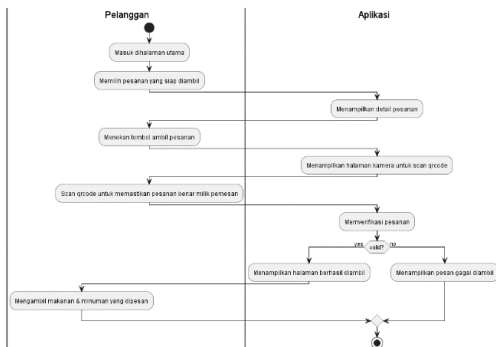 Pelanggan
Aplikasi
Masuk dihalaman utama
Memilih pesanan yang siap diambil
Menampilkan detail pesanan
Menekan tombol ambil pesanan
Menampilkan halaman kamera untuk scan qrcode
Scan qrcode untuk memastikan pesanan benar milik pemesan
Memverifikasi pesanan
yes
valid?
no
Menampilkan halaman berhasil diambil
Menampilkan pesan gagal diambil
Mengambil makanan & minuman yang dipesan